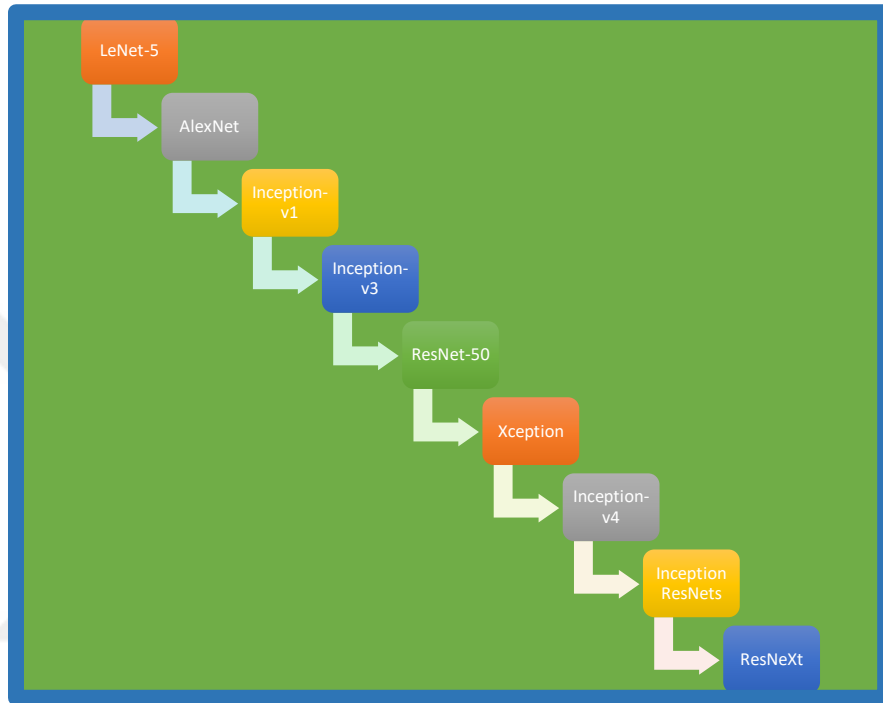 LeNet-5
AlexNet
Inception-
v1
Inception-
v3
ResNet-50
Xception
Inception-
v4
Inception
ResNets
ResNeXt